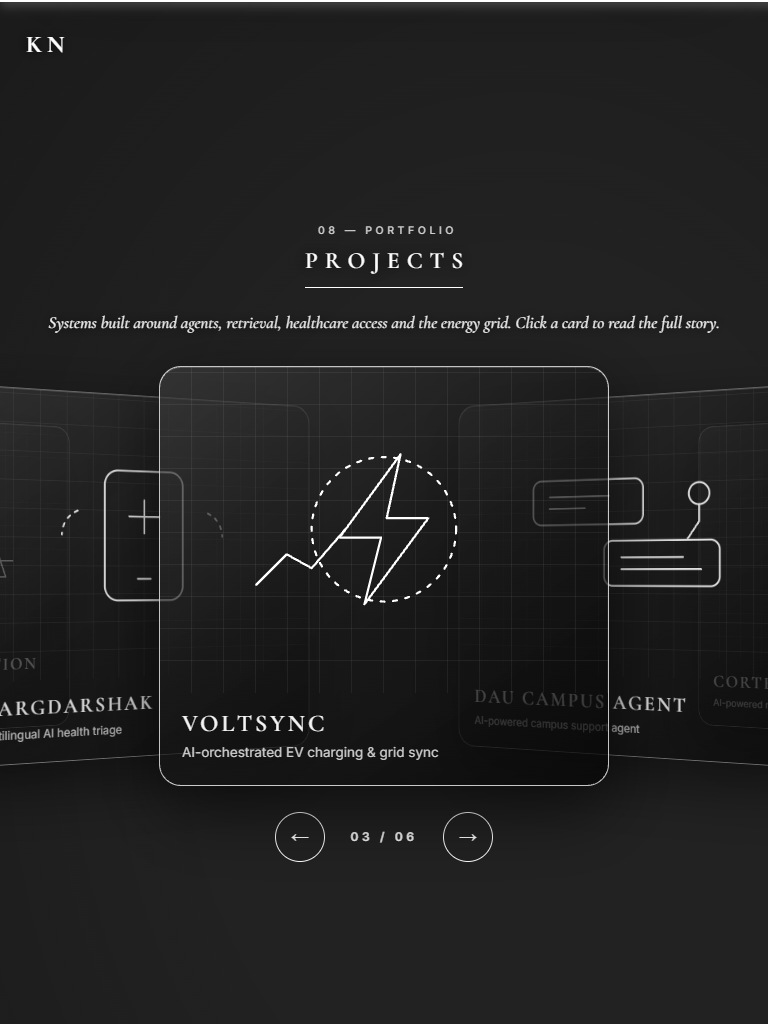 KN
08 — PORTFOLIO
PROJECTS
Systems built around agents, retrieval, healthcare access and the energy grid. Click a card to read the full story.
VOLTSYNC
AI-orchestrated EV charging & grid sync
AI health triage
DAU CAMPUS AGENT
AI-powered campus support agent
AI-powered
← 03 / 06 →